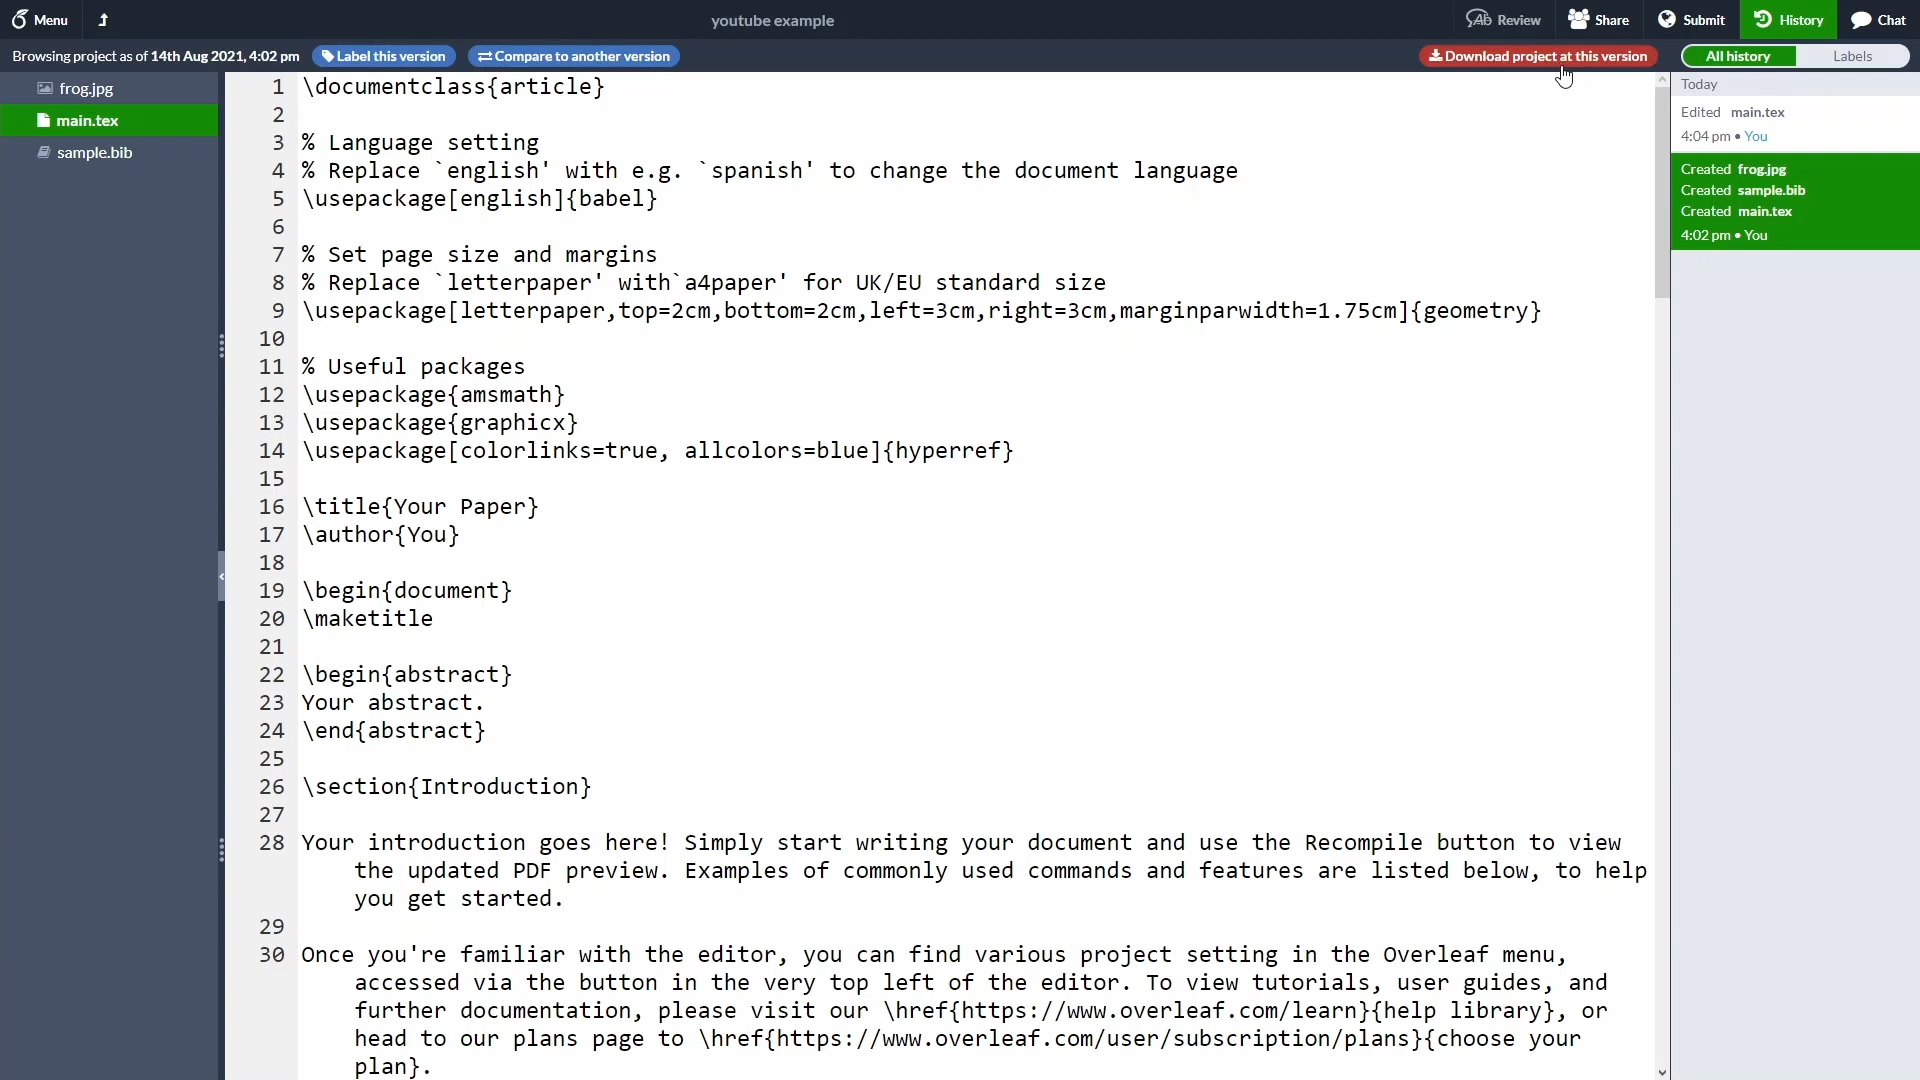 Menu
youtube example
Review
Share
Submit
History
Chat
Browsing project as of 14th Aug 2021, 4:02 pm
Label this version
Compare to another version
Download project at this version
All history
Labels
frog.jpg
main.tex
sample.bib
1 \documentclass{article}
2
3 % Language setting
4 % Replace `english' with e.g. `spanish' to change the document language
5 \usepackage[english]{babel}
6
7 % Set page size and margins
8 % Replace `letterpaper' with`a4paper' for UK/EU standard size
9 \usepackage[letterpaper,top=2cm,bottom=2cm,left=3cm,right=3cm,marginparwidth=1.75cm]{geometry}
10
11 % Useful packages
12 \usepackage{amsmath}
13 \usepackage{graphicx}
14 \usepackage[colorlinks=true, allcolors=blue]{hyperref}
15
16 \title{Your Paper}
17 \author{You}
18
19 \begin{document}
20 \maketitle
21
22 \begin{abstract}
23 Your abstract.
24 \end{abstract}
25
26 \section{Introduction}
27
28 Your introduction goes here! Simply start writing your document and use the Recompile button to view
the updated PDF preview. Examples of commonly used commands and features are listed below, to help
you get started.
29
30 Once you're familiar with the editor, you can find various project setting in the Overleaf menu,
accessed via the button in the very top left of the editor. To view tutorials, user guides, and
further documentation, please visit our \href{https://www.overleaf.com/learn}{help library}, or
head to our plans page to \href{https://www.overleaf.com/user/subscription/plans}{choose your
plan}.
Today
Edited main.tex
4:04 pm • You
Created frog.jpg
Created sample.bib
Created main.tex
4:02 pm • You